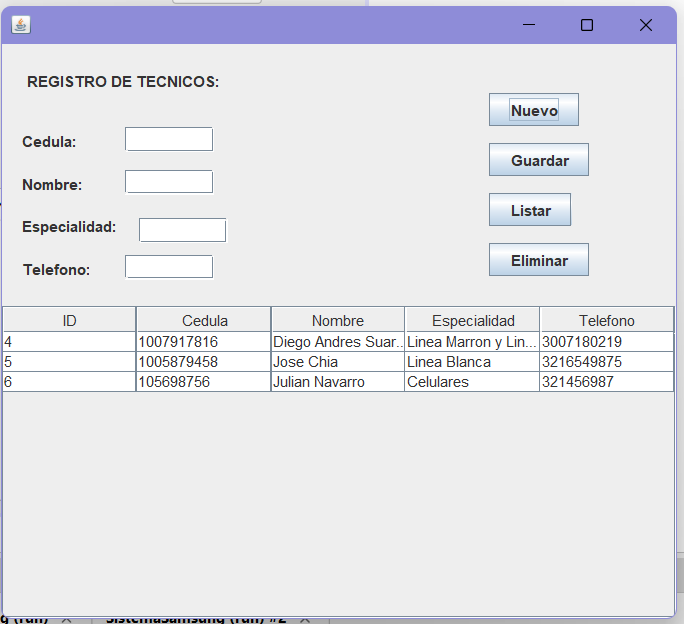 REGISTRO DE TECNICOS:
Nuevo
Cedula:
Guardar
Nombre:
Listar
Especialidad:
Eliminar
Telefono:
ID Cedula Nombre Especialidad Telefono
4 1007917816 Diego Andres Suar... Linea Marron y Lin... 3007180219
5 1005879458 Jose Chia Linea Blanca 3216549875
6 105698756 Julian Navarro Celulares 321456987
g (run) SistemaSamsung (run) #2